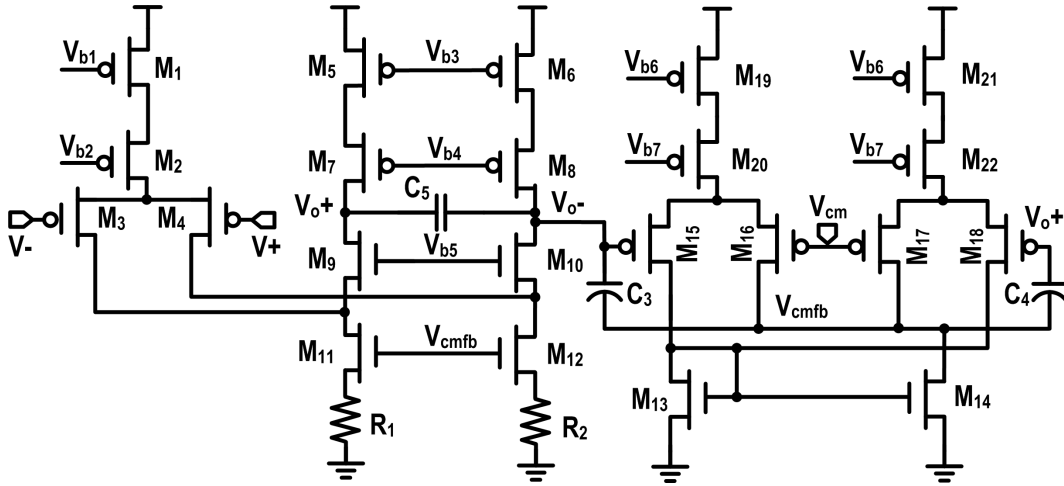 Vb1
M1
Vb2
M2
M3
M4
V-
V+
M5
Vb3
M6
M7
Vb4
M8
C5
Vo+
Vo-
M9
Vb5
M10
M11
Vcmfb
M12
R1
R2
Vb6
M19
Vb7
M20
Vb6
M21
Vb7
M22
M15
M16
Vcm
M17
M18
Vo+
C3
Vcmfb
C4
M13
M14